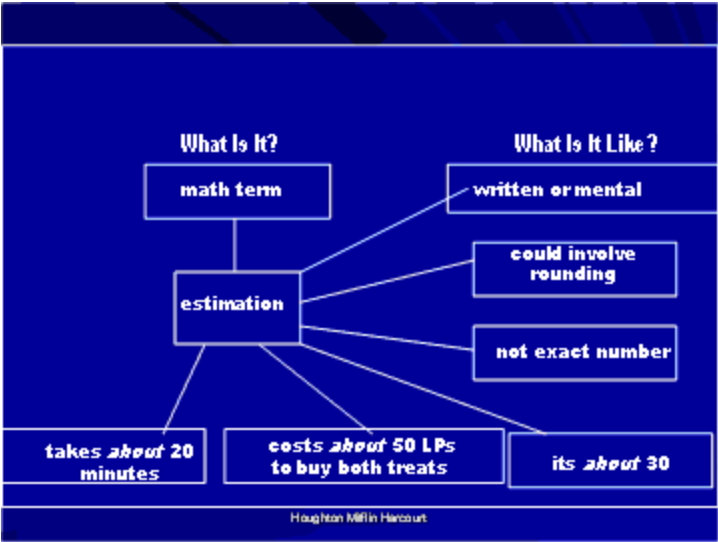 What Is It?
What Is It Like?
math term
written or mental
could involve
rounding
estimation
not exact number
takes about 20
minutes
costs about 50 LPs
to buy both treats
its about 30
Houghton Mifflin Harcourt